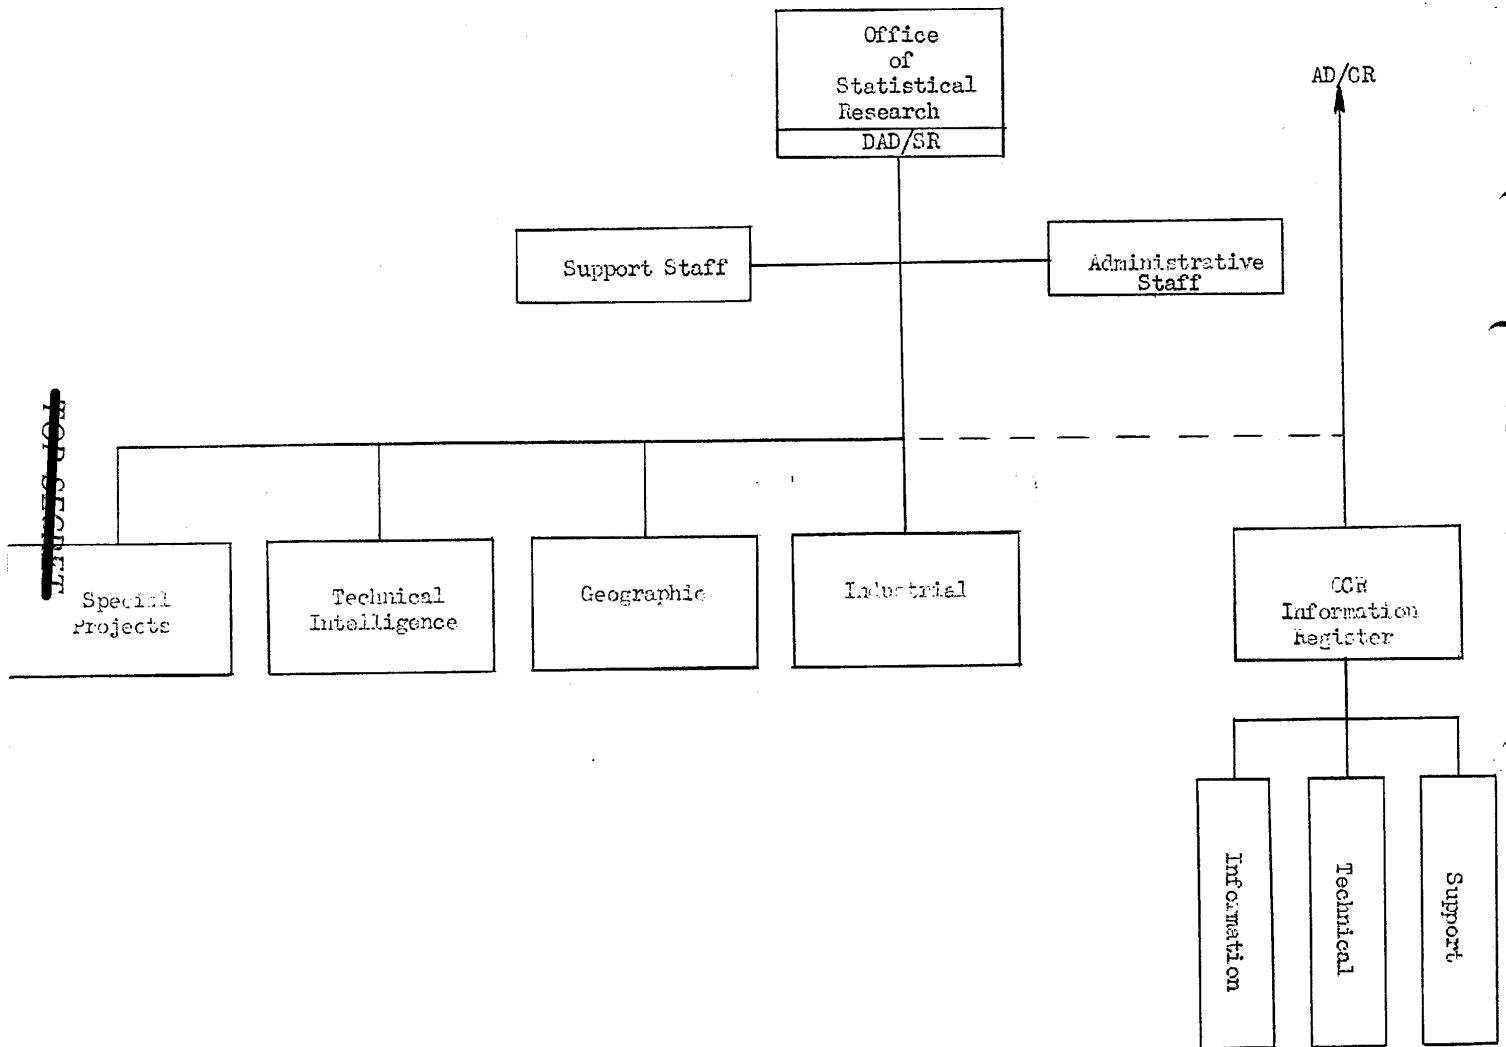 Office
of
Statistical
Research
DAD/SR
AD/CR
Support Staff
Administrative
Staff
TOP SECRET
Special
Projects
Technical
Intelligence
Geographic
Industrial
OCR
Information
Register
Information
Technical
Support